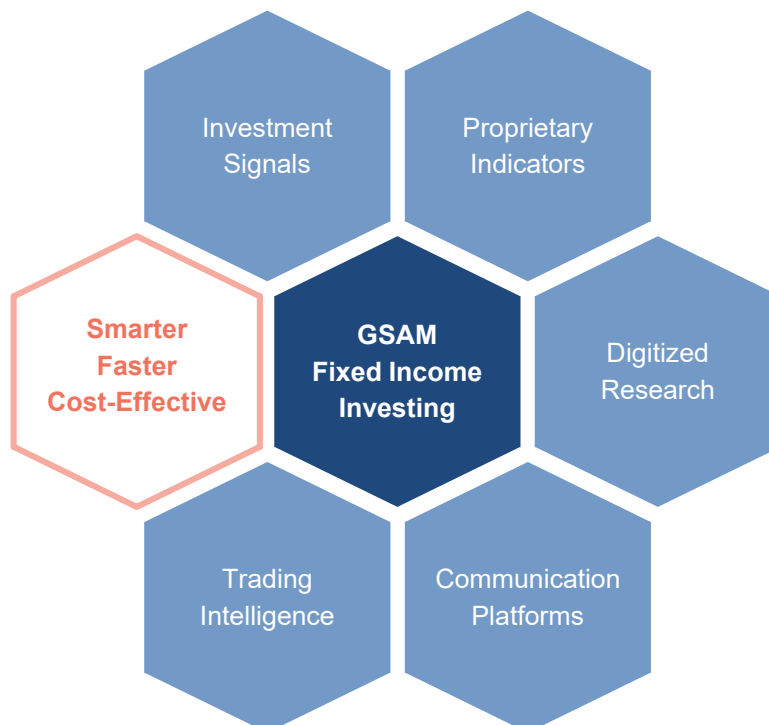 Investment
Signals
Proprietary
Indicators
Smarter
Faster
Cost-Effective
GSAM
Fixed Income
Investing
Digitized
Research
Trading
Intelligence
Communication
Platforms